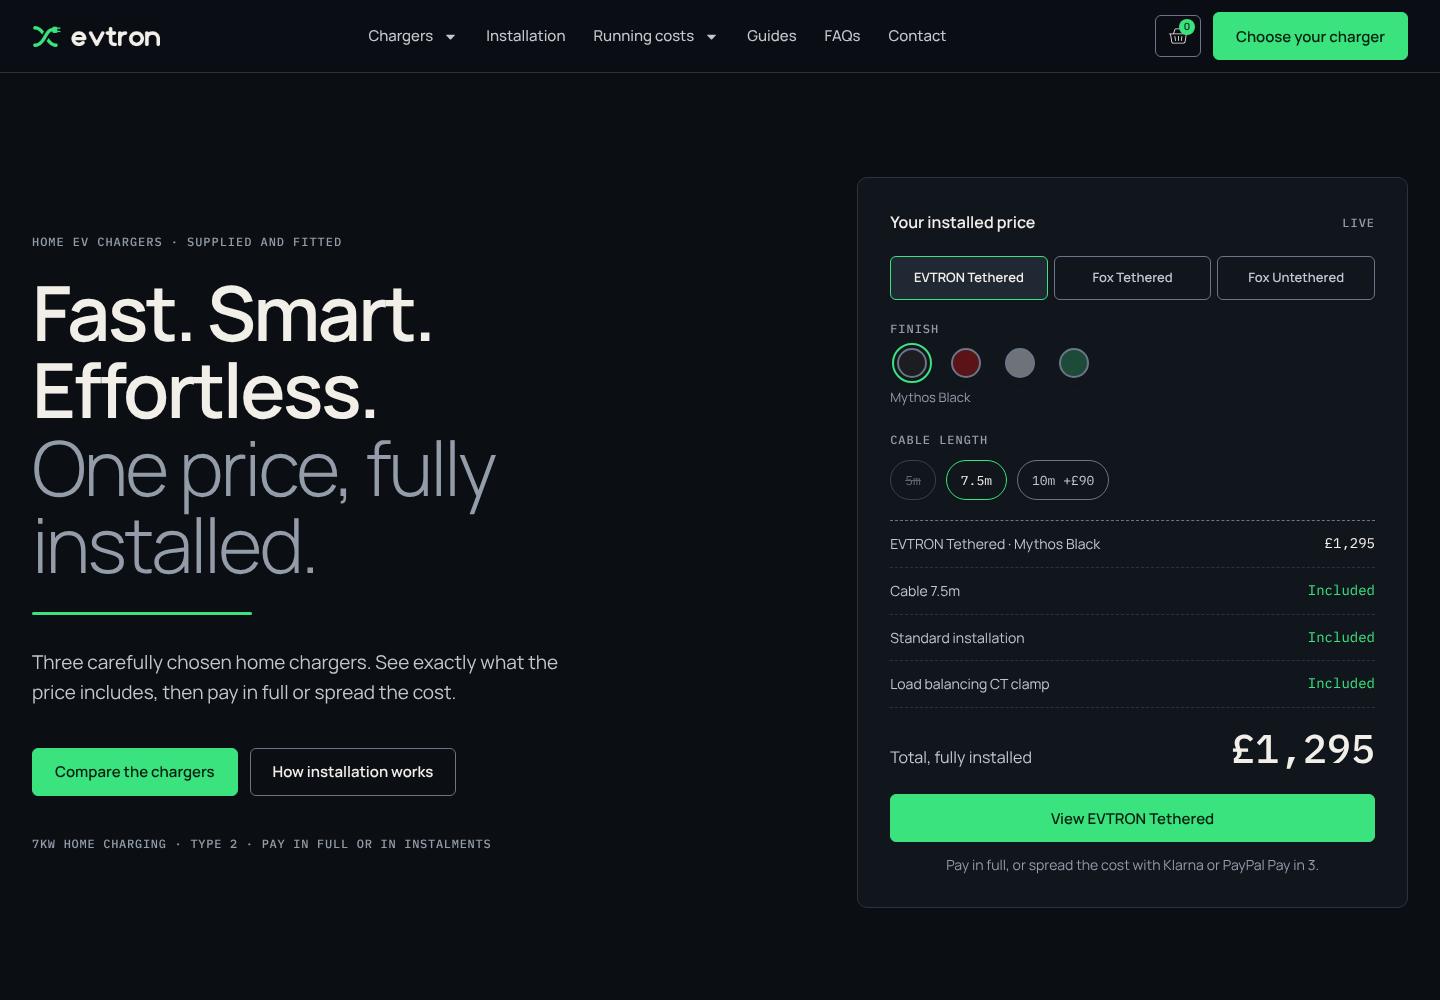 evtron
Chargers
Installation
Running costs
Guides
FAQs
Contact
0
Choose your charger
HOME EV CHARGERS · SUPPLIED AND FITTED
Fast. Smart.
Effortless.
One price, fully
installed.
Three carefully chosen home chargers. See exactly what the
price includes, then pay in full or spread the cost.
Compare the chargers
How installation works
7KW HOME CHARGING · TYPE 2 · PAY IN FULL OR IN INSTALMENTS
Your installed price
LIVE
EVTRON Tethered
Fox Tethered
Fox Untethered
FINISH
Mythos Black
CABLE LENGTH
5m
7.5m
10m +£90
EVTRON Tethered · Mythos Black £1,295
Cable 7.5m Included
Standard installation Included
Load balancing CT clamp Included
Total, fully installed £1,295
View EVTRON Tethered
Pay in full, or spread the cost with Klarna or PayPal Pay in 3.